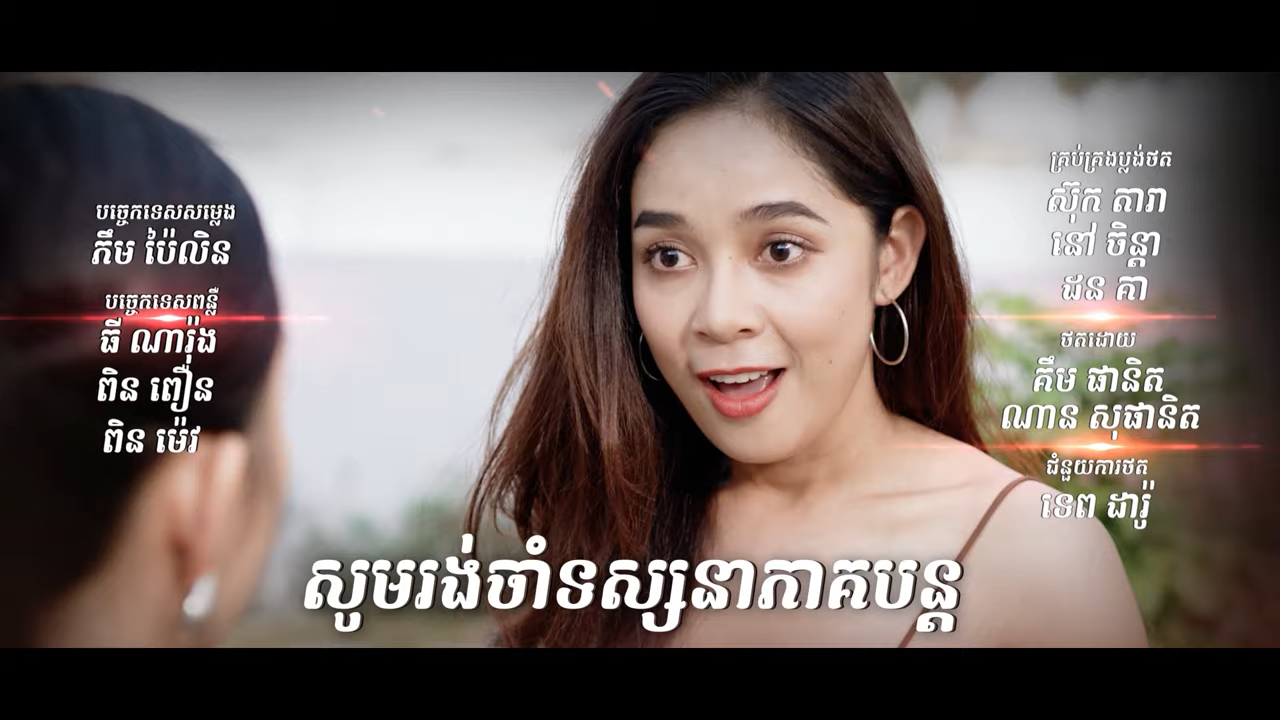 បច្ចេកទេសសម្លេង
ភឹម ប៉ៃលិន
បច្ចេកទេសពន្លឺ
ធី ណារ៉ុង
ពិន ពឿន
ពិន ម៉េវ
គ្រប់គ្រងប្លង់ថត
ស៊ុក តារា
នៅ ចិន្តា
ដន គា
ថតដោយ
គឹម ផានិត
ណាន សុផានិត
ជំនួយការថត
ទេព ដារ៉ូ
សូមរង់ចាំទស្សនាភាគបន្ត